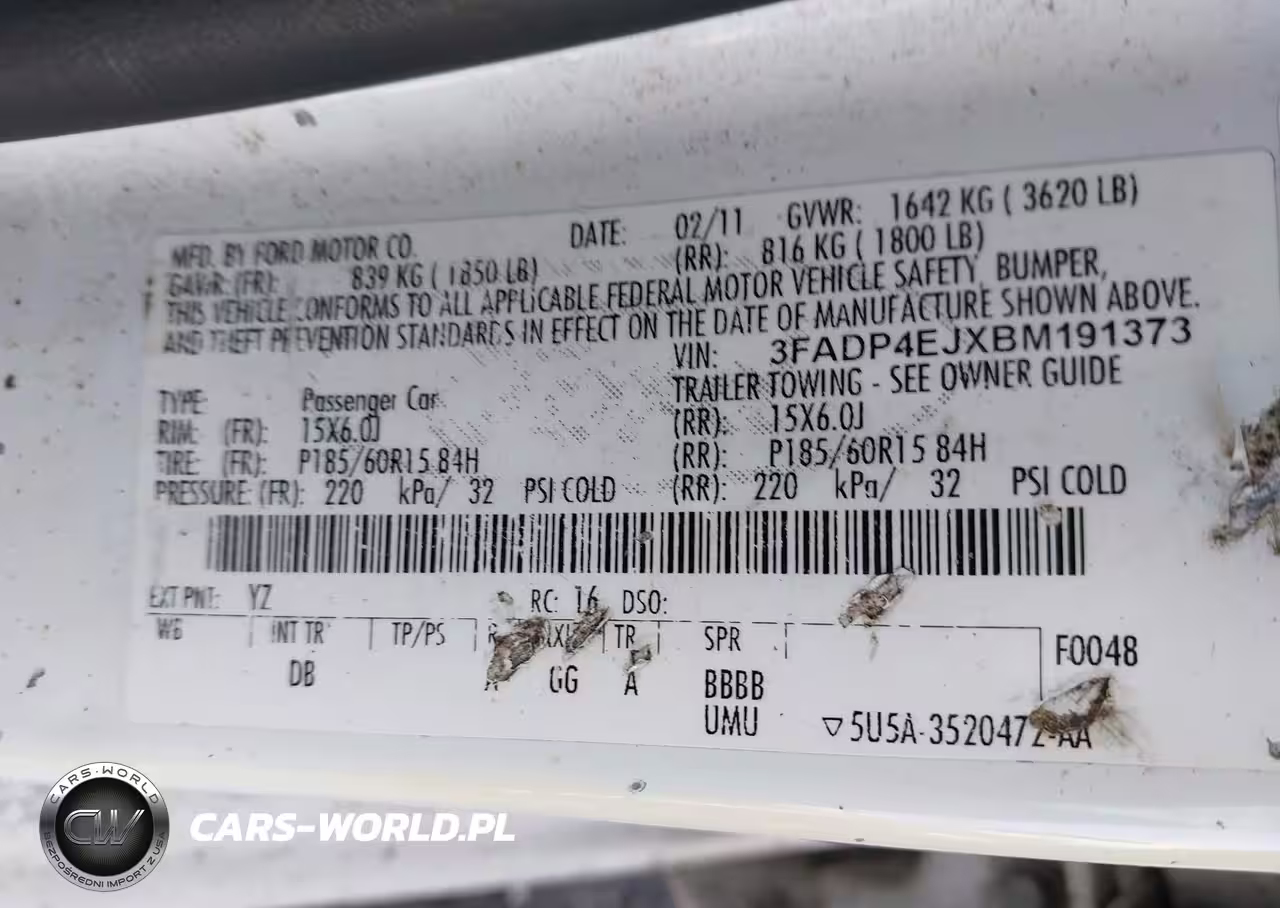 MFD. BY FORD MOTOR CO. DATE: 02/11 GVWR: 1642 KG ( 3620 LB)
GAWR (FR): 839 KG ( 1850 LB) (RR): 816 KG ( 1800 LB)
THIS VEHICLE CONFORMS TO ALL APPLICABLE FEDERAL MOTOR VEHICLE SAFETY, BUMPER,
AND THEFT PREVENTION STANDARDS IN EFFECT ON THE DATE OF MANUFACTURE SHOWN ABOVE.
VIN: 3FADP4EJXBM191373
TYPE: Passenger Car TRAILER TOWING - SEE OWNER GUIDE
RIM: (FR): 15X6.0J (RR): 15X6.0J
TIRE: (FR): P185/60R15 84H (RR): P185/60R15 84H
PRESSURE: (FR): 220 kPa/ 32 PSI COLD (RR): 220 kPa/ 32 PSI COLD
EXT PNT: YZ RC: 16 DSO:
WB INT TR TP/PS R TR SPR F0048
DB GG A BBBB
UMU ▽5U5A-3520472-AA
CARS-WORLD
CW
BEZPOŚREDNI IMPORT Z USA
CARS-WORLD.PL